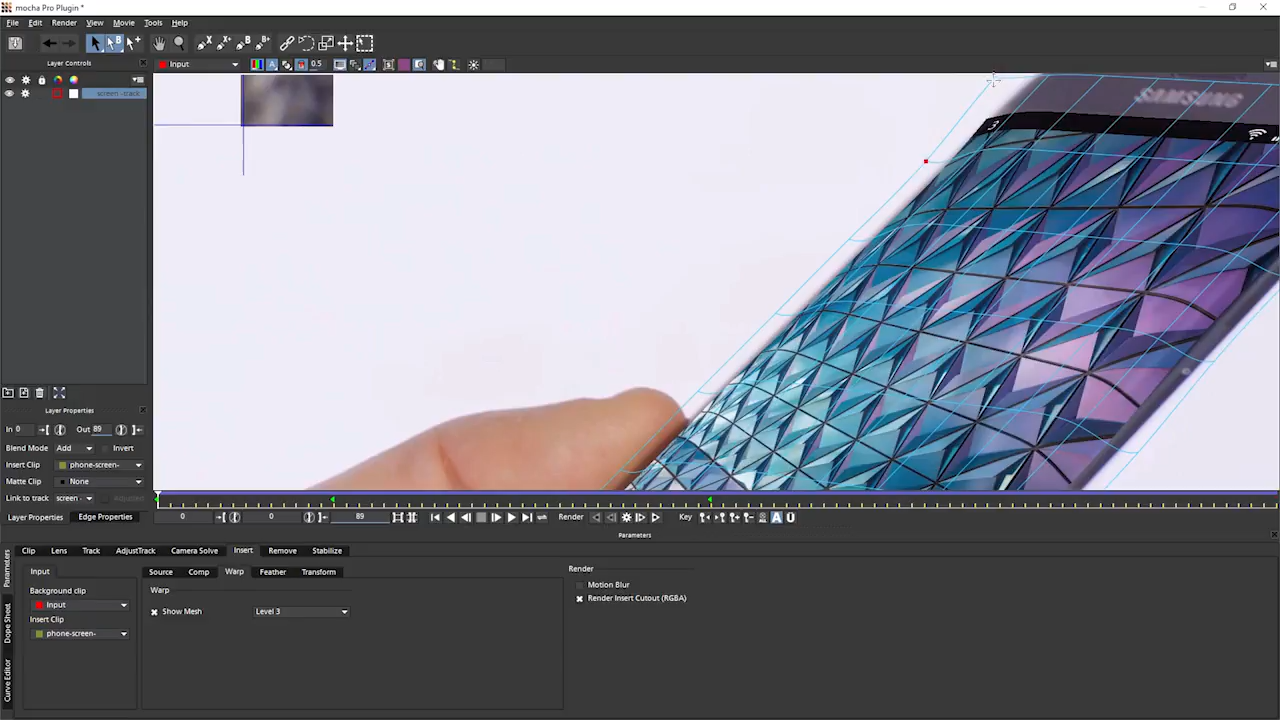 mocha Pro Plugin *
File Edit Render View Movie Tools Help
Layer Controls
Input
0.5
screen -track
SAMSUNG
Layer Properties
In 0 Out 89
Blend Mode Add Invert
Insert Clip phone-screen-
Matte Clip None
Link to track screen - Adjusted
Layer Properties Edge Properties
0 0 89 Render Key A U
Parameters
Clip Lens Track AdjustTrack Camera Solve Insert Remove Stabilize
Input
Background clip
Input
Insert Clip
phone-screen-
Source Comp Warp Feather Transform
Warp
Show Mesh Level 3
Render
Motion Blur
Render Insert Cutout (RGBA)
Parameters
Dope Sheet
Curve Editor